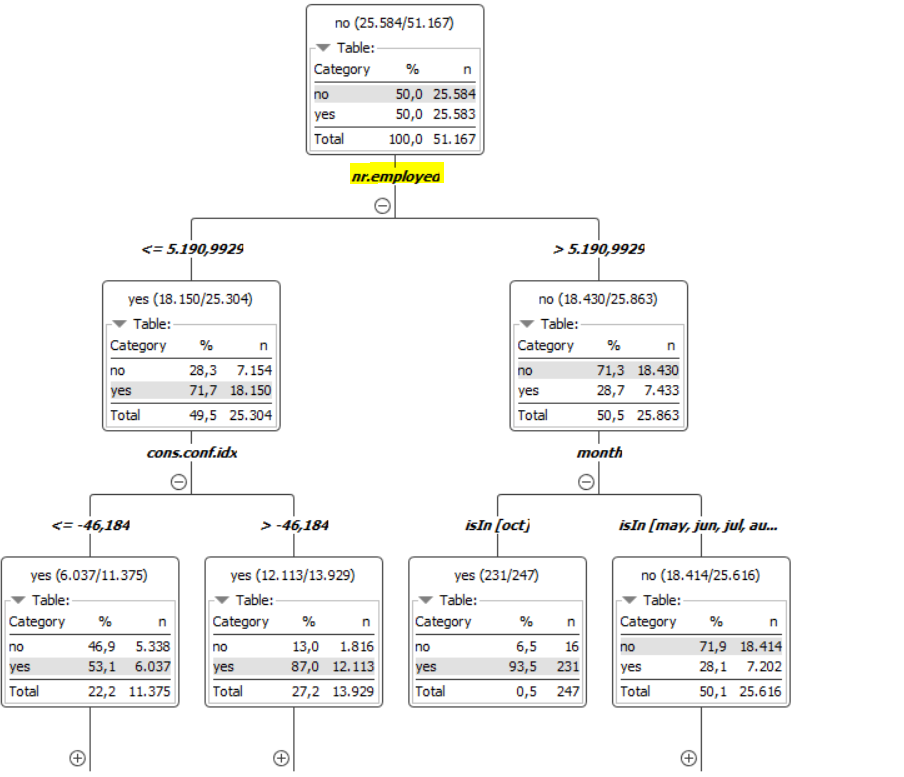 no (25.584/51.167)
Table:
Category % n
no 50,0 25.584
yes 50,0 25.583
Total 100,0 51.167
nr.employed
<= 5.190,9929
> 5.190,9929
yes (18.150/25.304)
Table:
Category % n
no 28,3 7.154
yes 71,7 18.150
Total 49,5 25.304
no (18.430/25.863)
Table:
Category % n
no 71,3 18.430
yes 28,7 7.433
Total 50,5 25.863
cons.conf.idx
month
<= -46,184
> -46,184
isIn [oct]
isIn [may, jun, jul, au...
yes (6.037/11.375)
Table:
Category % n
no 46,9 5.338
yes 53,1 6.037
Total 22,2 11.375
yes (12.113/13.929)
Table:
Category % n
no 13,0 1.816
yes 87,0 12.113
Total 27,2 13.929
yes (231/247)
Table:
Category % n
no 6,5 16
yes 93,5 231
Total 0,5 247
no (18.414/25.616)
Table:
Category % n
no 71,9 18.414
yes 28,1 7.202
Total 50,1 25.616